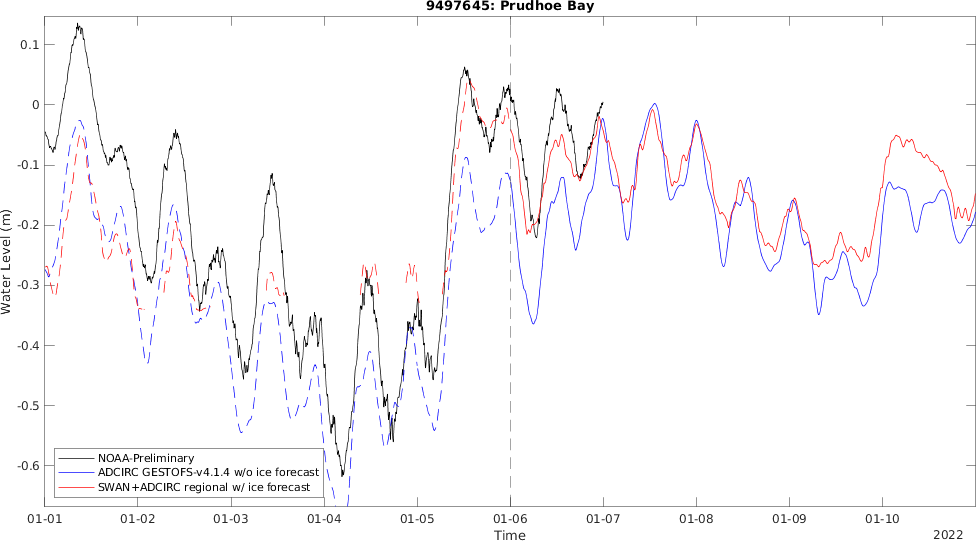 9497645: Prudhoe Bay
Water Level (m)
0.1
0
-0.1
-0.2
-0.3
-0.4
-0.5
-0.6
NOAA-Preliminary
ADCIRC GESTOFS-v4.1.4 w/o ice forecast
SWAN+ADCIRC regional w/ ice forecast
01-01 01-02 01-03 01-04 01-05 01-06 01-07 01-08 01-09 01-10
Time
2022